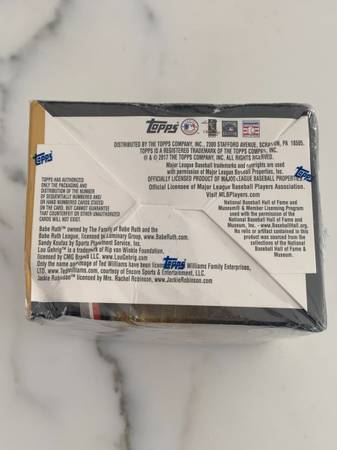 Topps
DISTRIBUTED BY THE TOPPS COMPANY, INC., 2300 STAFFORD AVENUE, SCRANTON, PA 18505.
TOPPS IS A REGISTERED TRADEMARK OF THE TOPPS COMPANY, INC.
® & © 2017 THE TOPPS COMPANY, INC. ALL RIGHTS RESERVED.
Major League Baseball trademarks and copyrights are used
with permission of Major League Baseball Properties, Inc.
OFFICIALLY LICENSED PRODUCT OF MAJOR LEAGUE BASEBALL PROPERTIES
Official Licensee of Major League Baseball Players Association.
Visit MLBPlayers.com
Topps
TOPPS HAS AUTHORIZED
ONLY THE PACKAGING AND
DISTRIBUTION OF THE NUMBER
OF SEQUENTIALLY NUMBERED AND/
OR HAND NUMBERED CARDS STATED
ON THE CARD, BUT CANNOT GUARANTEE
THAT COUNTERFEIT OR OTHER UNAUTHORIZED
CARDS WILL NOT EXIST.
National Baseball Hall of Fame and
Museum® & Member Licensing Program
used with the permission of the
National Baseball Hall of Fame and
Museum, Inc. - www.BaseballHall.org.
No relic or artifact contained in this
product was sourced from the
collections of the National
Baseball Hall of Fame &
Museum.
Babe Ruth™ owned by The Family of Babe Ruth and the
Babe Ruth League, licensed by Luminary Group, www.BabeRuth.com.
Sandy Koufax by Sports Placement Service, Inc.
Lou Gehrig™ is a trademark of Rip van Winkle Foundation,
licensed by CMG Brands LLC. www.LouGehrig.com
Only the name and image of Ted Williams have been licensed Williams Family Enterprises,
LTD. www.Tedwilliams.com, courtesy of Encore Sports & Entertainment, LLC.
Jackie Robinson™ licensed by Mrs. Rachel Robinson, www.JackieRobinson.com
Topps